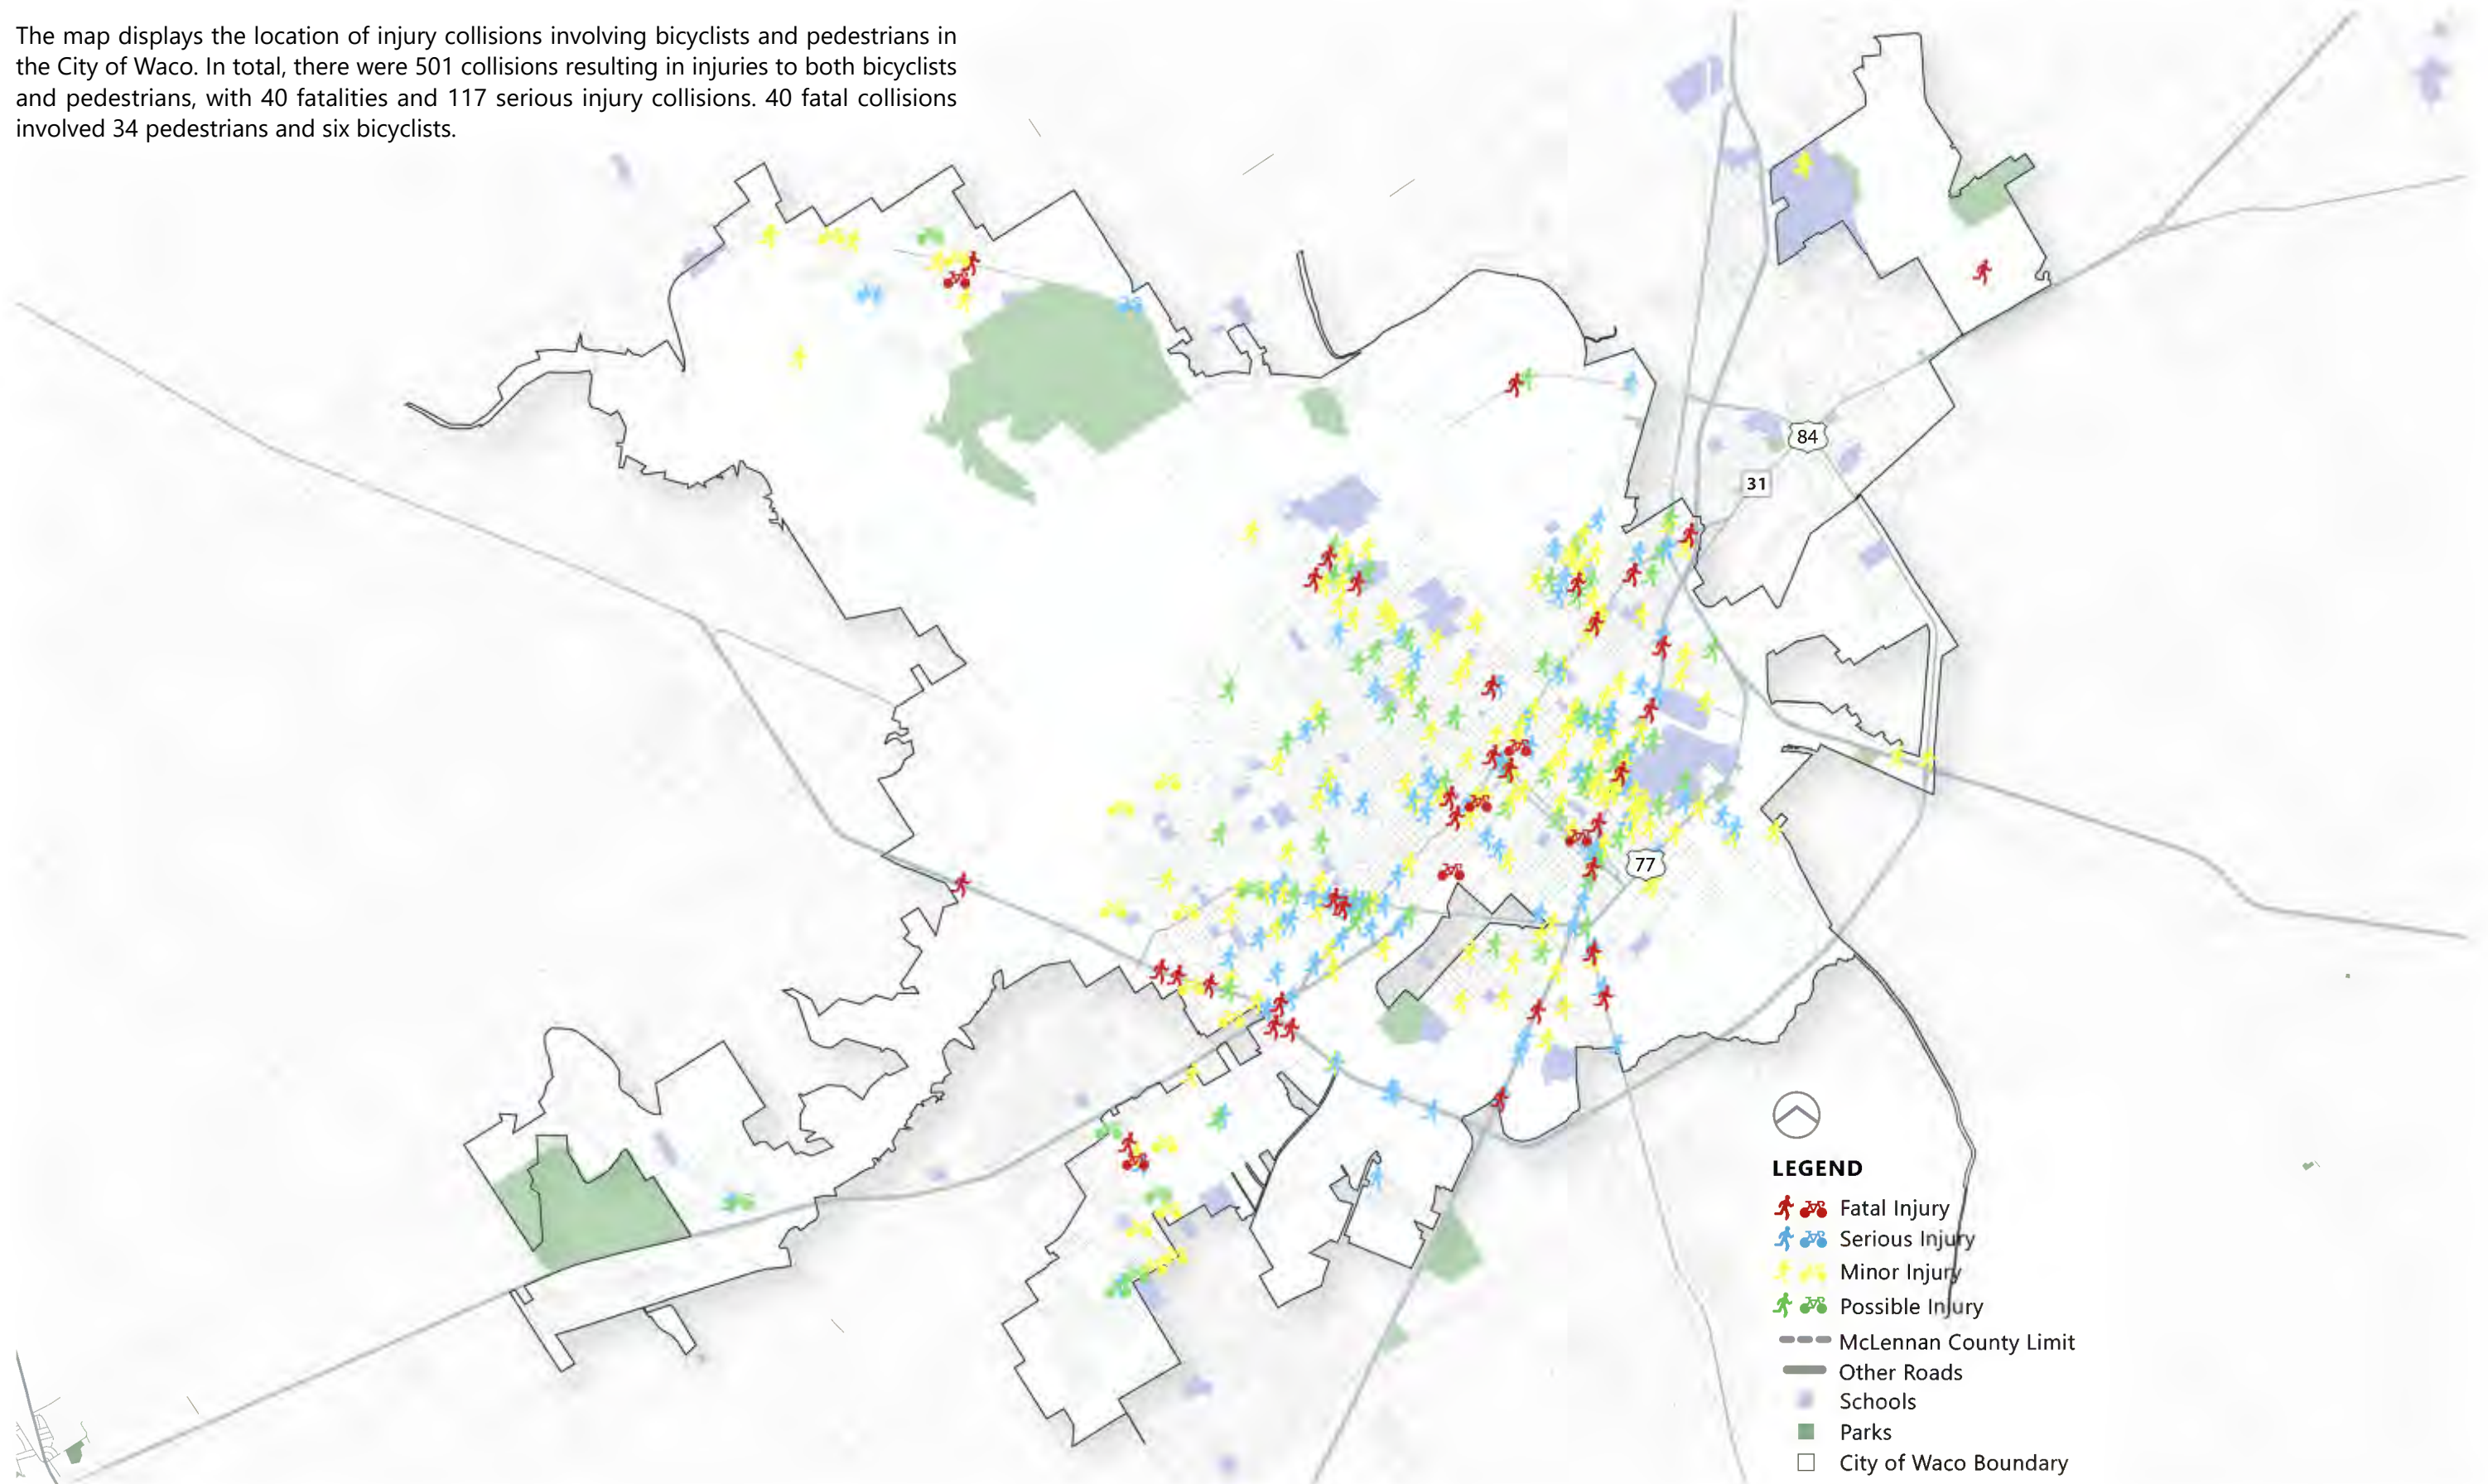 The map displays the location of injury collisions involving bicyclists and pedestrians in
the City of Waco. In total, there were 501 collisions resulting in injuries to both bicyclists
and pedestrians, with 40 fatalities and 117 serious injury collisions. 40 fatal collisions
involved 34 pedestrians and six bicyclists.
84
31
77
LEGEND
Fatal Injury
Serious Injury
Minor Injury
Possible Injury
McLennan County Limit
Other Roads
Schools
Parks
City of Waco Boundary